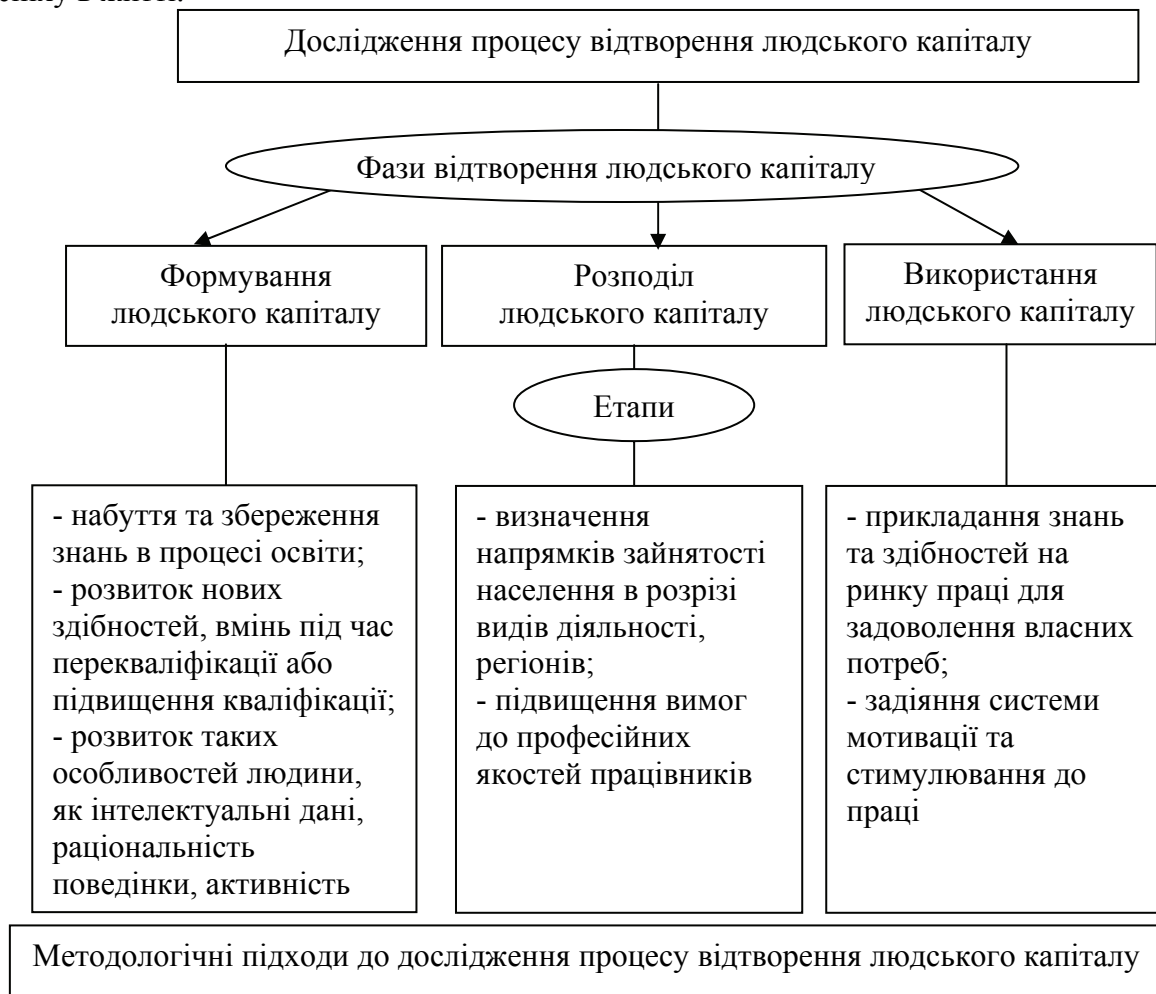 Дослідження процесу відтворення людського капіталу
Фази відтворення людського капіталу
Формування
людського капіталу
Розподіл
людського капіталу
Використання
людського капіталу
Етапи
- набуття та збереження
знань в процесі освіти;
- розвиток нових
здібностей, вмінь під час
перекваліфікації або
підвищення кваліфікації;
- розвиток таких
особливостей людини,
як інтелектуальні дані,
раціональність
поведінки, активність
- визначення
напрямків зайнятості
населення в розрізі
видів діяльності,
регіонів;
- підвищення вимог
до професійних
якостей працівників
- прикладання знань
та здібностей на
ринку праці для
задоволення власних
потреб;
- задіяння системи
мотивації та
стимулювання до
праці
Методологічні підходи до дослідження процесу відтворення людського капіталу